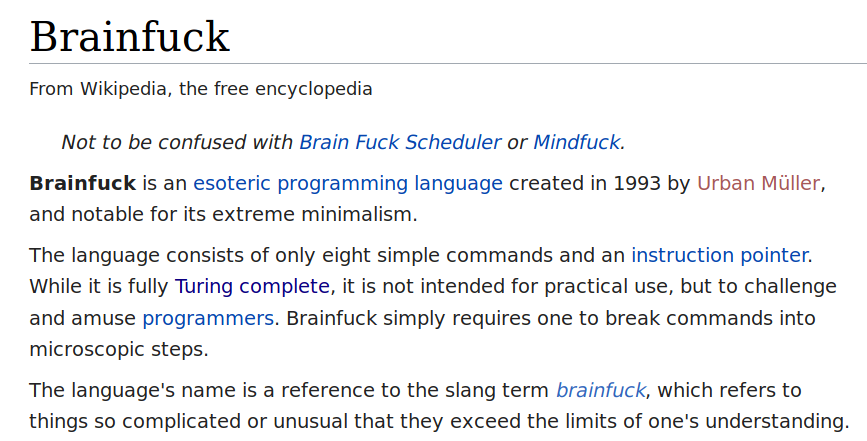 Brainfuck
From Wikipedia, the free encyclopedia
Not to be confused with Brain Fuck Scheduler or Mindfuck.
Brainfuck is an esoteric programming language created in 1993 by Urban Müller,
and notable for its extreme minimalism.
The language consists of only eight simple commands and an instruction pointer.
While it is fully Turing complete, it is not intended for practical use, but to challenge
and amuse programmers. Brainfuck simply requires one to break commands into
microscopic steps.
The language's name is a reference to the slang term brainfuck, which refers to
things so complicated or unusual that they exceed the limits of one's understanding.